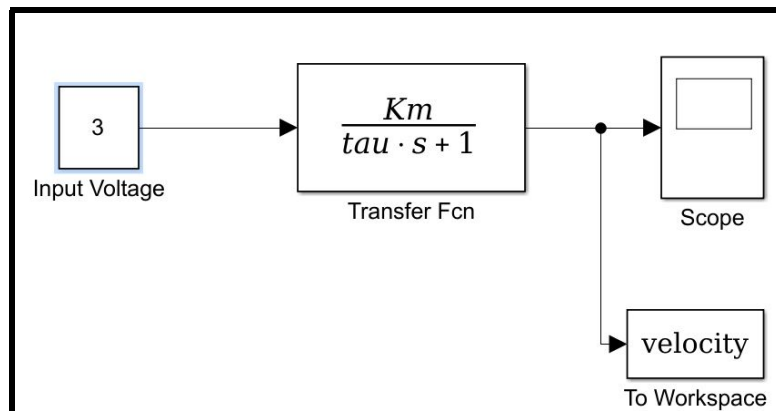 3
Input Voltage
Km
tau · s + 1
Transfer Fcn
Scope
velocity
To Workspace